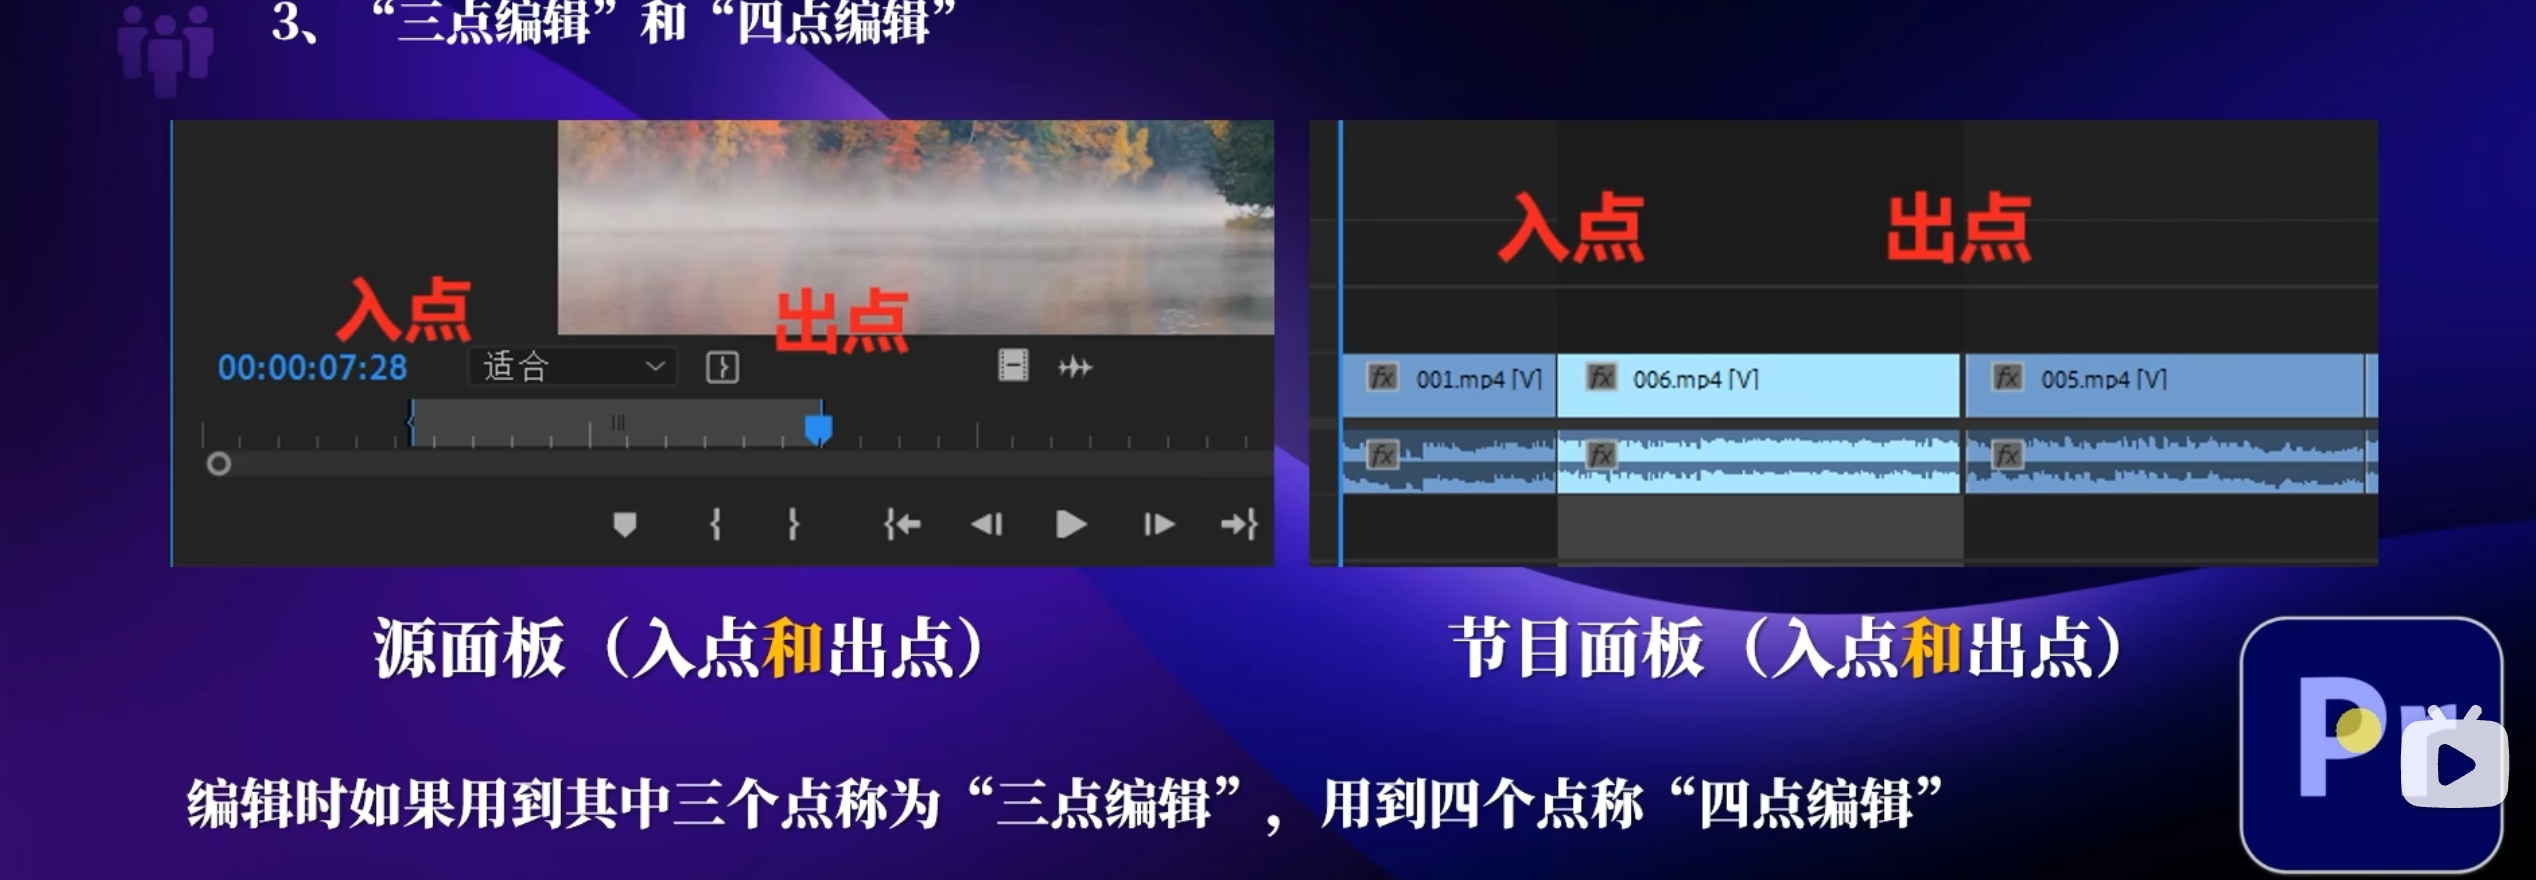 3、“三点编辑”和“四点编辑”
入点
出点
00:00:07:28
适合
入点 出点
fx 001.mp4 [V] fx 006.mp4 [V] fx 005.mp4 [V]
fx fx fx
源面板（入点和出点）
节目面板（入点和出点）
编辑时如果用到其中三个点称为“三点编辑”，用到四个点称“四点编辑”
Pr